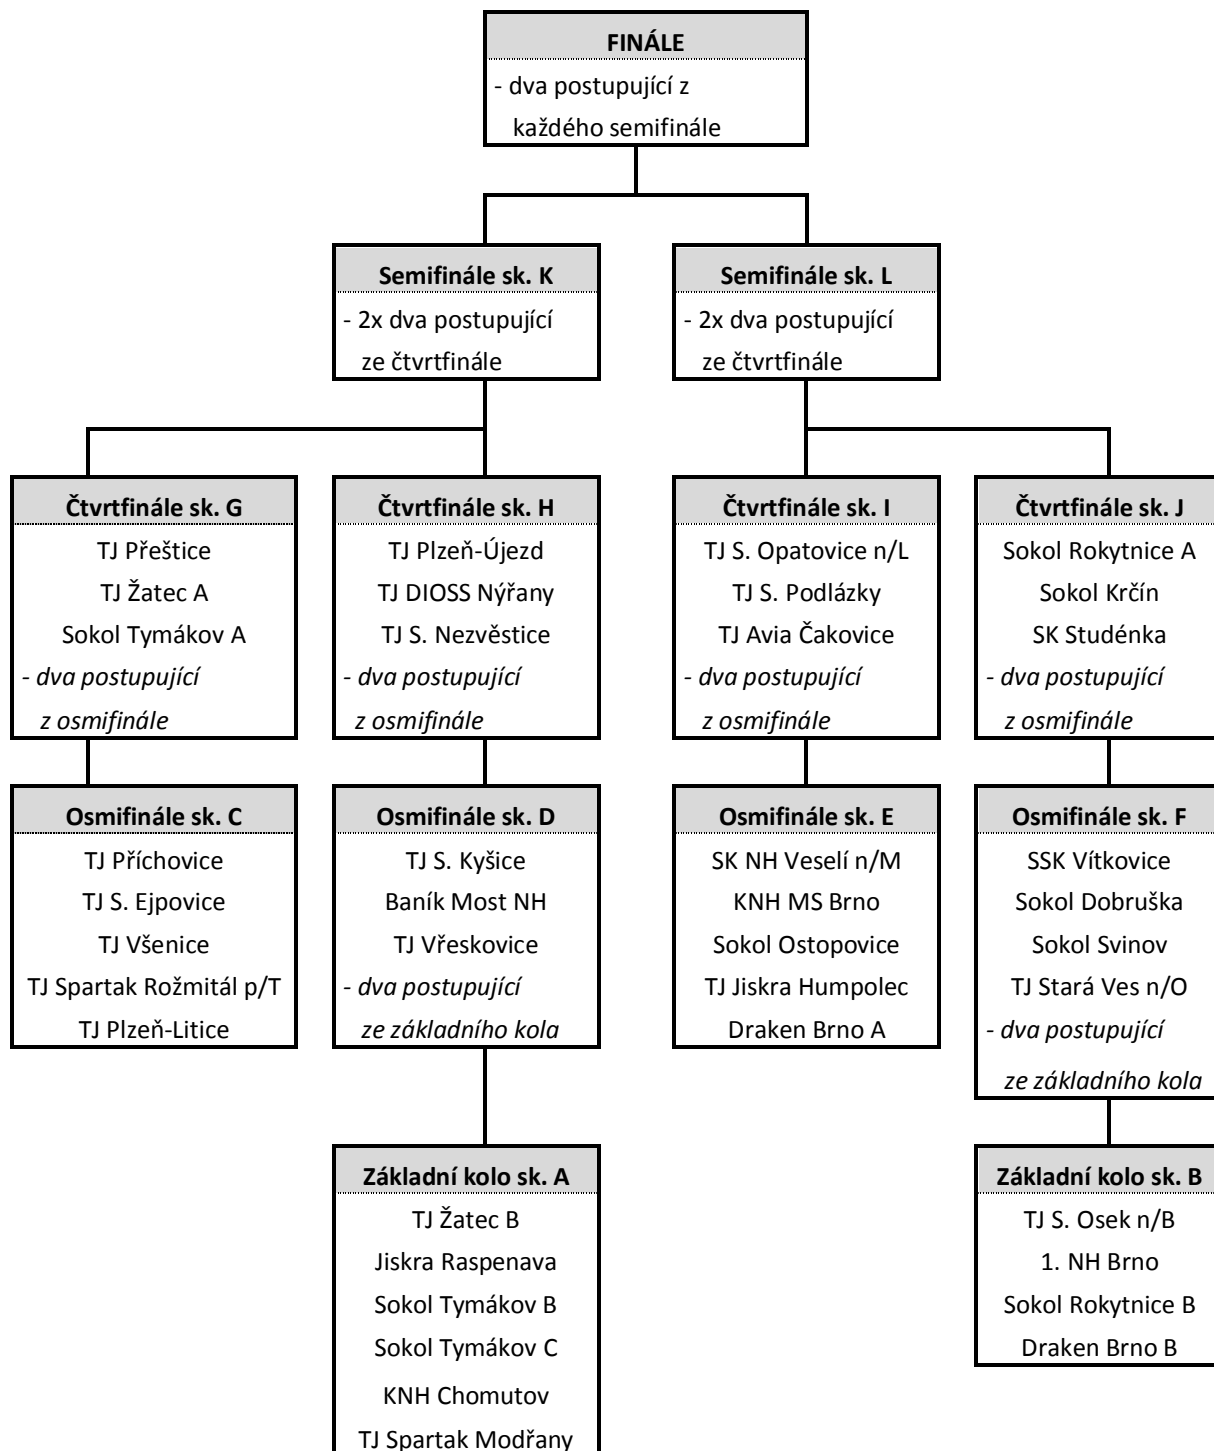 FINÁLE
- dva postupující z
každého semifinále
Semifinále sk. K
- 2x dva postupující
ze čtvrtfinále
Semifinále sk. L
- 2x dva postupující
ze čtvrtfinále
Čtvrtfinále sk. G
TJ Přeštice
TJ Žatec A
Sokol Tymákov A
- dva postupující
z osmifinále
Čtvrtfinále sk. H
TJ Plzeň-Újezd
TJ DIOSS Nýřany
TJ S. Nezvěstice
- dva postupující
z osmifinále
Čtvrtfinále sk. I
TJ S. Opatovice n/L
TJ S. Podlázky
TJ Avia Čakovice
- dva postupující
z osmifinále
Čtvrtfinále sk. J
Sokol Rokytnice A
Sokol Krčín
SK Studénka
- dva postupující
z osmifinále
Osmifinále sk. C
TJ Příchovice
TJ S. Ejpovice
TJ Všenice
TJ Spartak Rožmitál p/T
TJ Plzeň-Litice
Osmifinále sk. D
TJ S. Kyšice
Baník Most NH
TJ Vřeskovice
- dva postupující
ze základního kola
Osmifinále sk. E
SK NH Veselí n/M
KNH MS Brno
Sokol Ostopovice
TJ Jiskra Humpolec
Draken Brno A
Osmifinále sk. F
SSK Vítkovice
Sokol Dobruška
Sokol Svinov
TJ Stará Ves n/O
- dva postupující
ze základního kola
Základní kolo sk. A
TJ Žatec B
Jiskra Raspenava
Sokol Tymákov B
Sokol Tymákov C
KNH Chomutov
TJ Spartak Modřany
Základní kolo sk. B
TJ S. Osek n/B
1. NH Brno
Sokol Rokytnice B
Draken Brno B